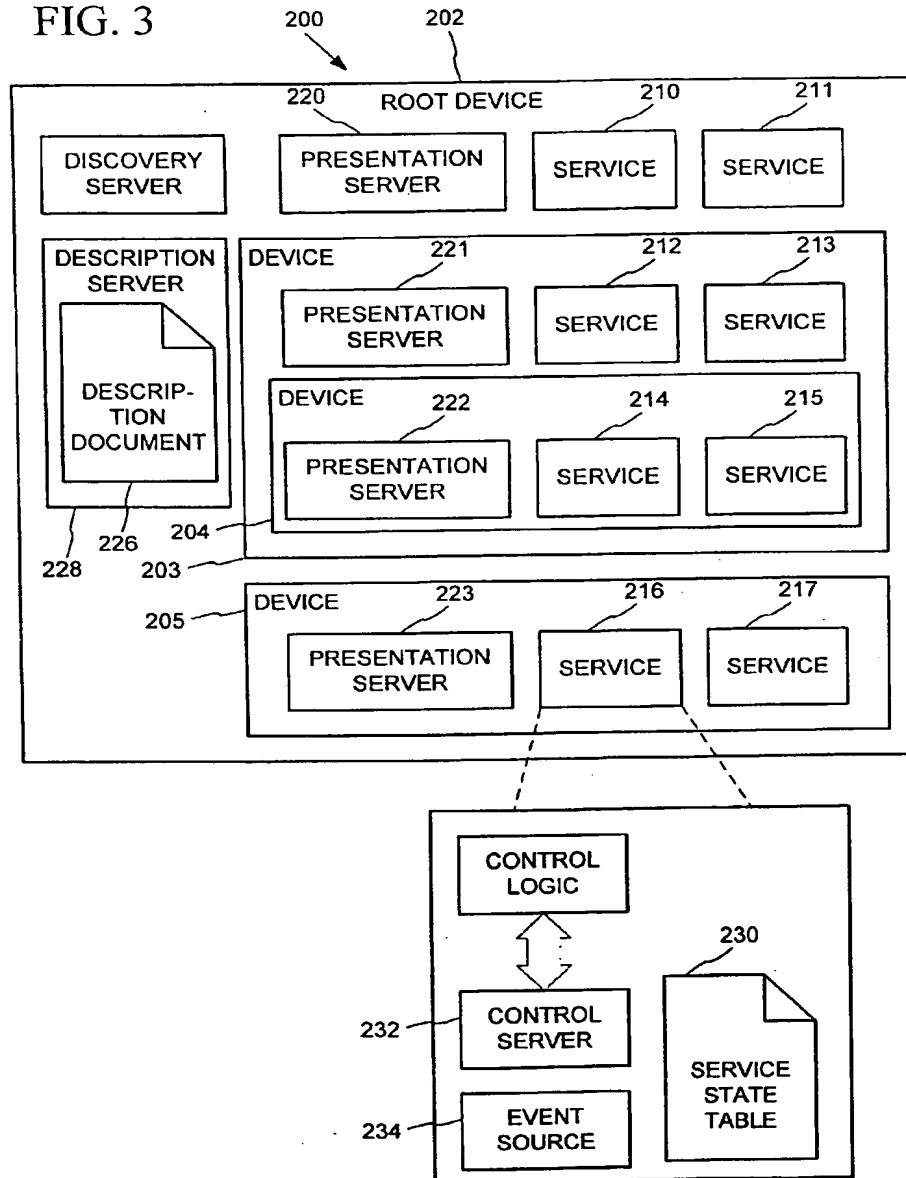 FIG. 3
200
202
ROOT DEVICE
220
210
211
DISCOVERY
SERVER
PRESENTATION
SERVER
SERVICE
SERVICE
DESCRIPTION
SERVER
DESCRIP-
TION
DOCUMENT
226
228
DEVICE
221
212
213
PRESENTATION
SERVER
SERVICE
SERVICE
DEVICE
222
214
215
PRESENTATION
SERVER
SERVICE
SERVICE
204
203
205
DEVICE
223
216
217
PRESENTATION
SERVER
SERVICE
SERVICE
CONTROL
LOGIC
230
232
CONTROL
SERVER
234
EVENT
SOURCE
SERVICE
STATE
TABLE